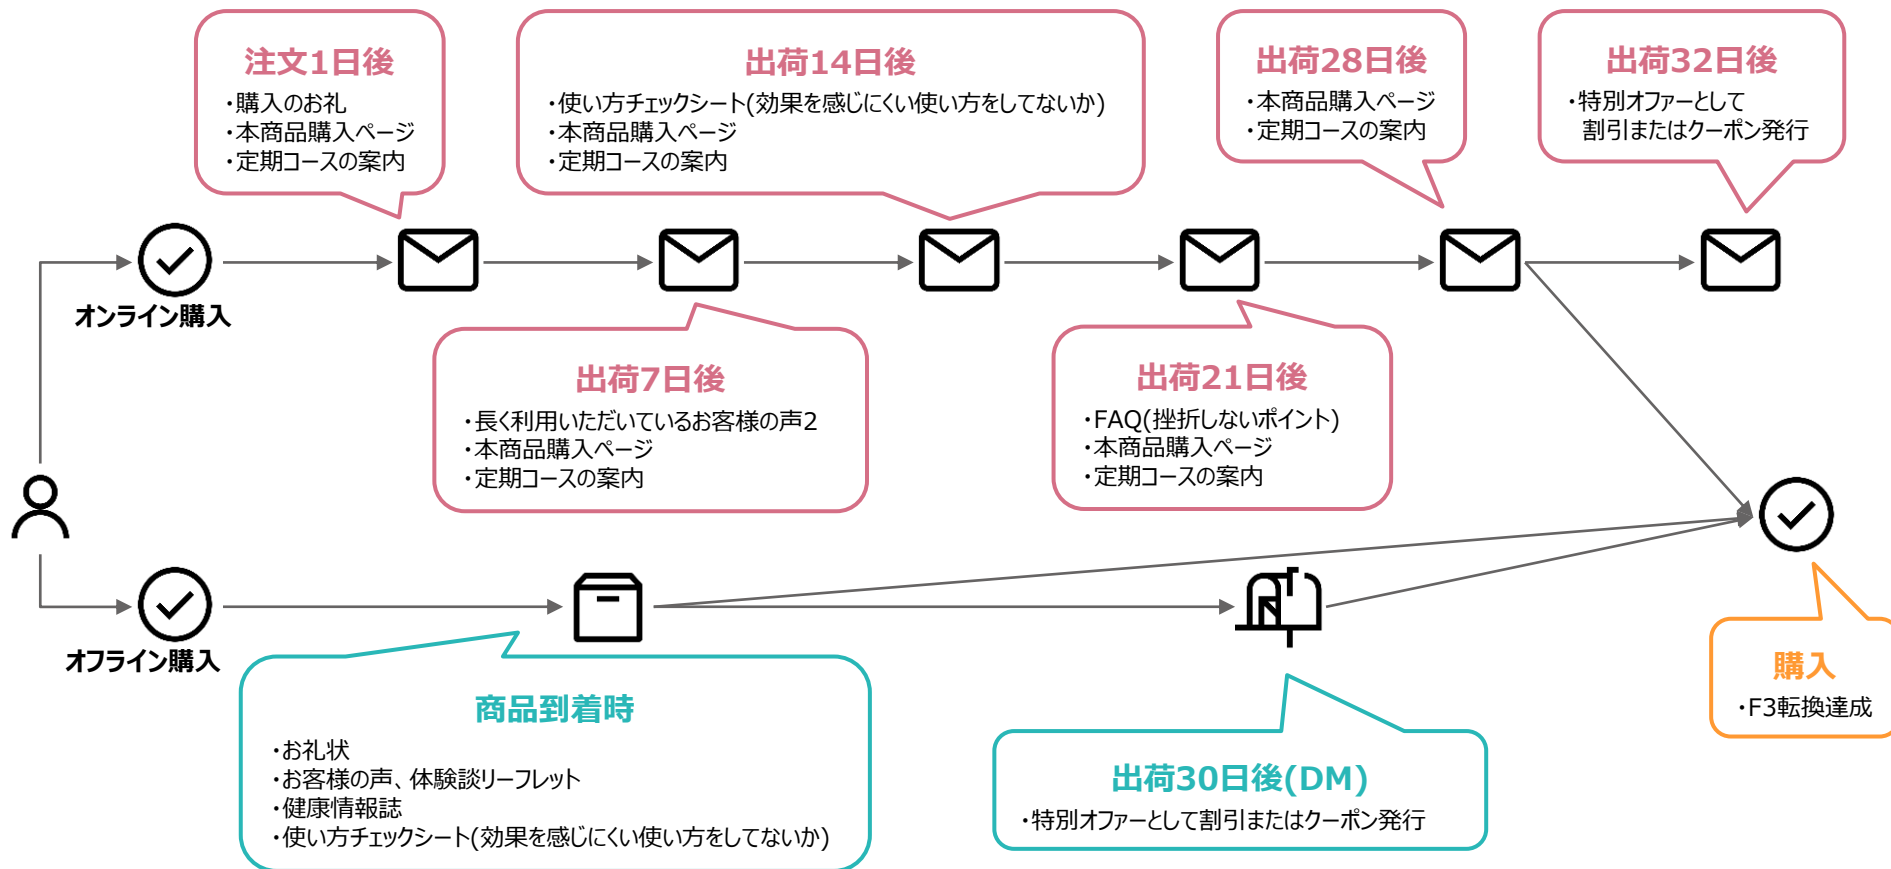 注文1日後
・購入のお礼
・本商品購入ページ
・定期コースの案内
出荷14日後
・使い方チェックシート(効果を感じにくい使い方をしてないか)
・本商品購入ページ
・定期コースの案内
出荷28日後
・本商品購入ページ
・定期コースの案内
出荷32日後
・特別オファーとして
割引またはクーポン発行
オンライン購入
出荷7日後
・長く利用いただいているお客様の声2
・本商品購入ページ
・定期コースの案内
出荷21日後
・FAQ(挫折しないポイント)
・本商品購入ページ
・定期コースの案内
オフライン購入
商品到着時
・お礼状
・お客様の声、体験談リーフレット
・健康情報誌
・使い方チェックシート(効果を感じにくい使い方をしてないか)
出荷30日後(DM)
・特別オファーとして割引またはクーポン発行
購入
・F3転換達成